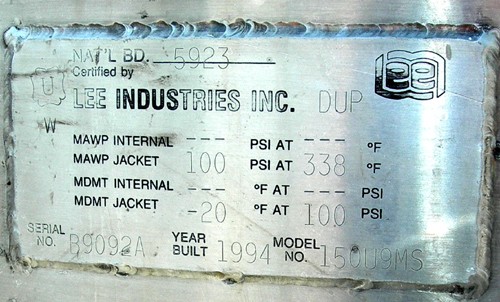 NAT'L BD. 5923
Certified by
U
LEE INDUSTRIES INC. DUP
LEE
W
MAWP INTERNAL --- PSI AT --- °F
MAWP JACKET 100 PSI AT 338 °F
MDMT INTERNAL --- °F AT --- PSI
MDMT JACKET -20 °F AT 100 PSI
SERIAL NO. B9092A YEAR BUILT 1994 MODEL NO. 150U9MS